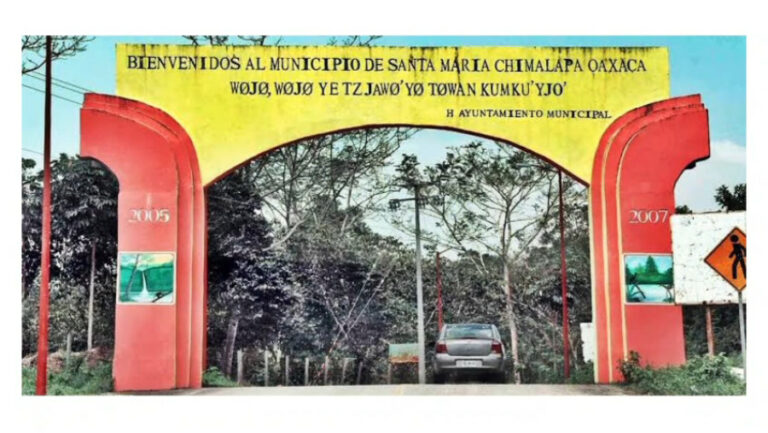 BIENVENIDOS AL MUNICIPIO DE SANTA MARIA CHIMALAPA OAXACA
WØJØ, WØJØ YE TZ JAWØ'YØ TØWAN KUMKU'YJO'
H AYUNTAMIENTO MUNICIPAL
2005
2007